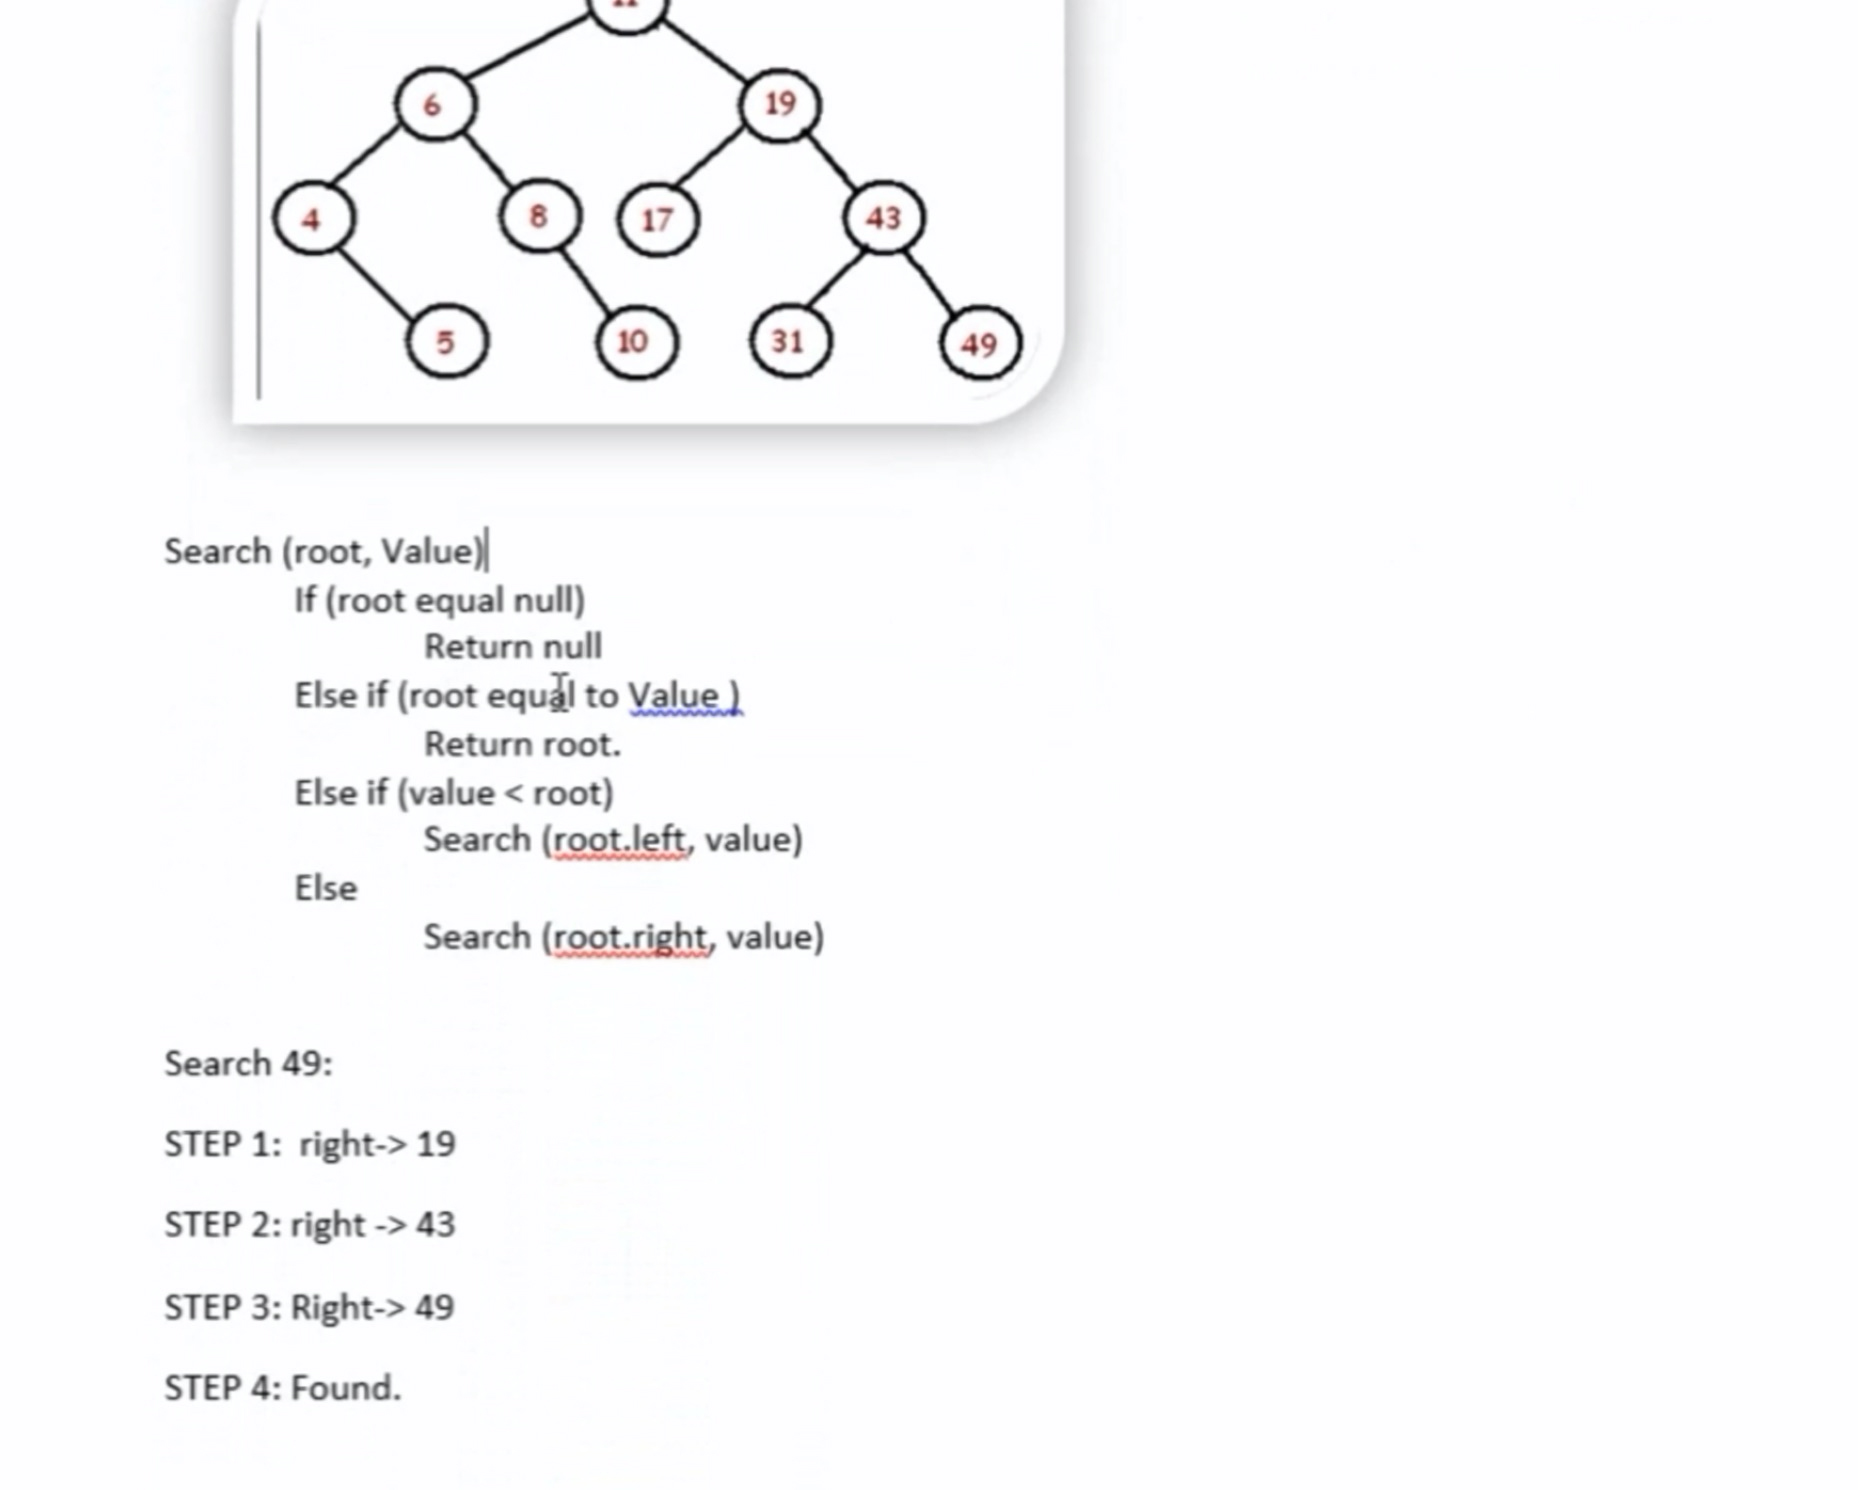 6
19
4
8
17
43
5
10
31
49
Search (root, Value)
If (root equal null)
Return null
Else if (root equal to Value )
Return root.
Else if (value < root)
Search (root.left, value)
Else
Search (root.right, value)
Search 49:
STEP 1:  right-> 19
STEP 2: right -> 43
STEP 3: Right-> 49
STEP 4: Found.